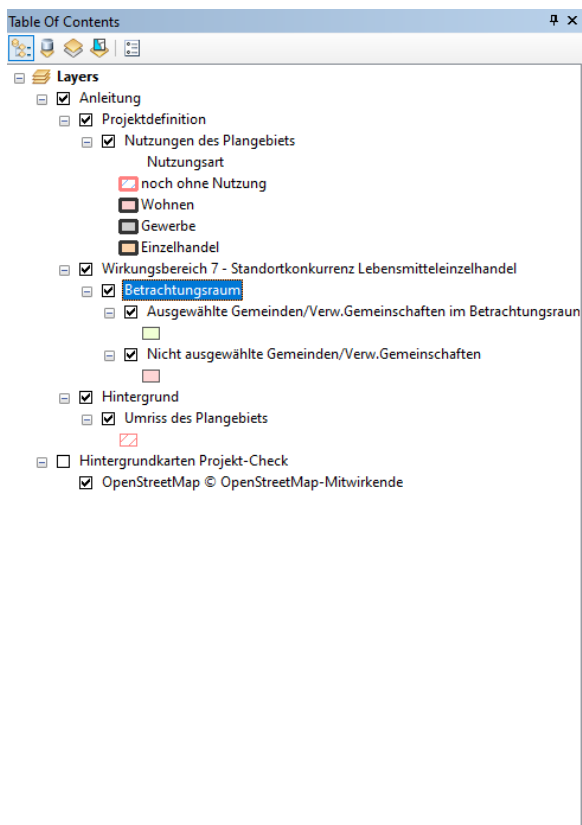 Table Of Contents
Layers
Anleitung
Projektdefinition
Nutzungen des Plangebiets
Nutzungsart
noch ohne Nutzung
Wohnen
Gewerbe
Einzelhandel
Wirkungsbereich 7 - Standortkonkurrenz Lebensmitteleinzelhandel
Betrachtungsraum
Ausgewählte Gemeinden/Verw.Gemeinschaften im Betrachtungsraun
Nicht ausgewählte Gemeinden/Verw.Gemeinschaften
Hintergrund
Umriss des Plangebiets
Hintergrundkarten Projekt-Check
OpenStreetMap © OpenStreetMap-Mitwirkende